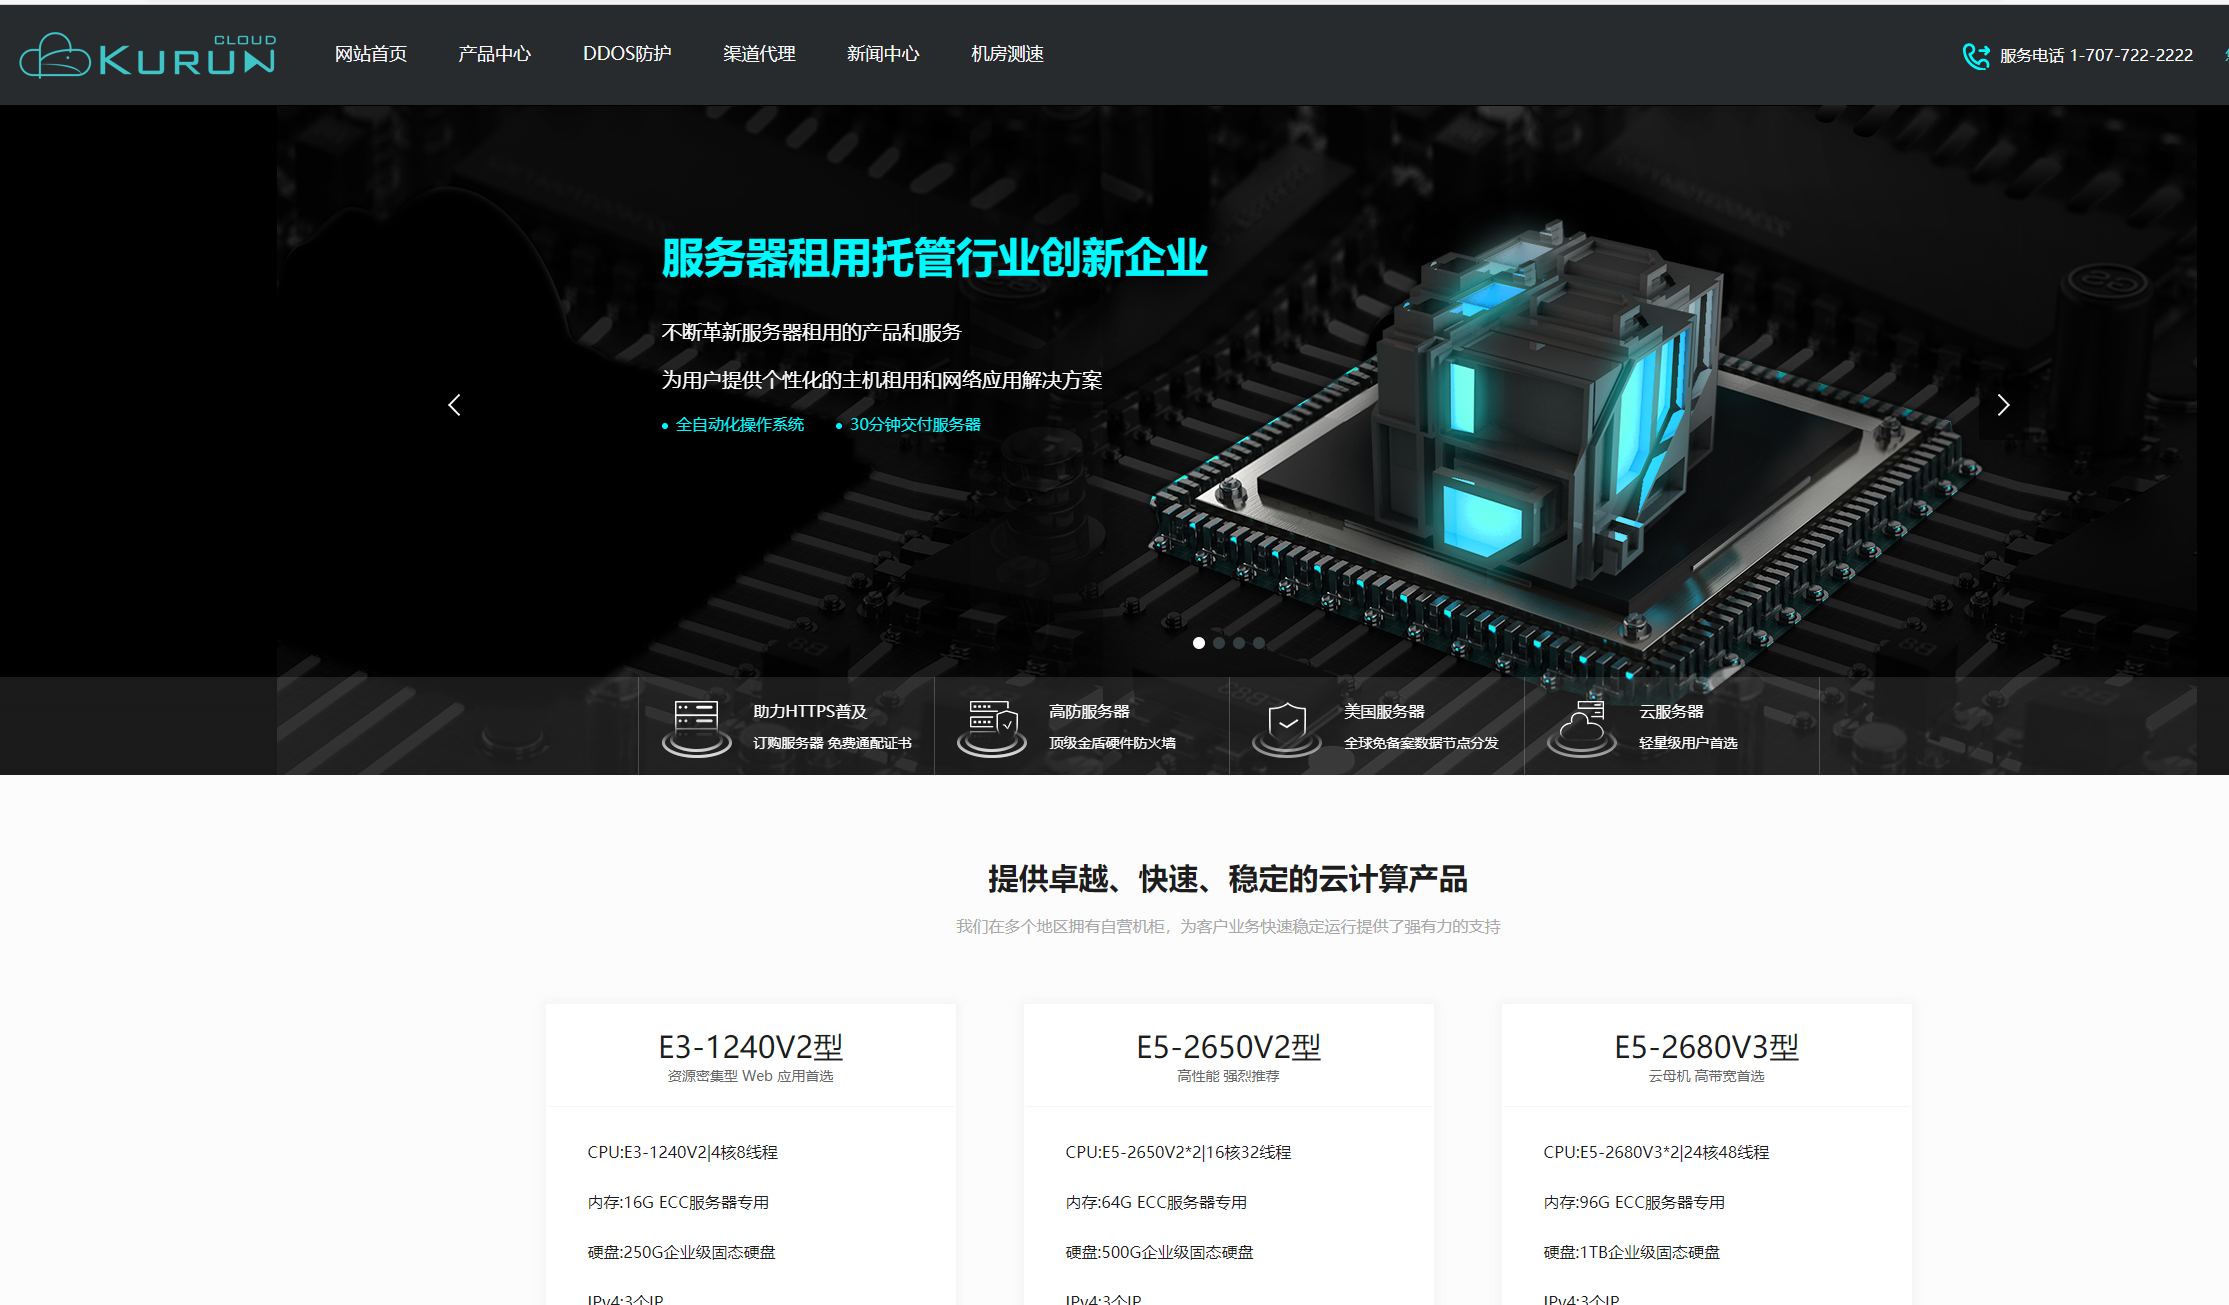 KURUN CLOUD
网站首页 产品中心 DDOS防护 渠道代理 新闻中心 机房测速 服务电话 1-707-722-2222
服务器租用托管行业创新企业
不断革新服务器租用的产品和服务
为用户提供个性化的主机租用和网络应用解决方案
全自动化操作系统 30分钟交付服务器
助力HTTPS普及
订购服务器 免费通配证书
高防服务器
顶级金盾硬件防火墙
美国服务器
全球免备案数据节点分发
云服务器
轻量级用户首选
提供卓越、快速、稳定的云计算产品
我们在多个地区拥有自营机柜，为客户业务快速稳定运行提供了强有力的支持
E3-1240V2型
资源密集型 Web 应用首选
CPU:E3-1240V2|4核8线程
内存:16G ECC服务器专用
硬盘:250G企业级固态硬盘
IPv4:3个IP
E5-2650V2型
高性能 强烈推荐
CPU:E5-2650V2*2|16核32线程
内存:64G ECC服务器专用
硬盘:500G企业级固态硬盘
IPv4:3个IP
E5-2680V3型
云母机 高带宽首选
CPU:E5-2680V3*2|24核48线程
内存:96G ECC服务器专用
硬盘:1TB企业级固态硬盘
IPv4:3个IP